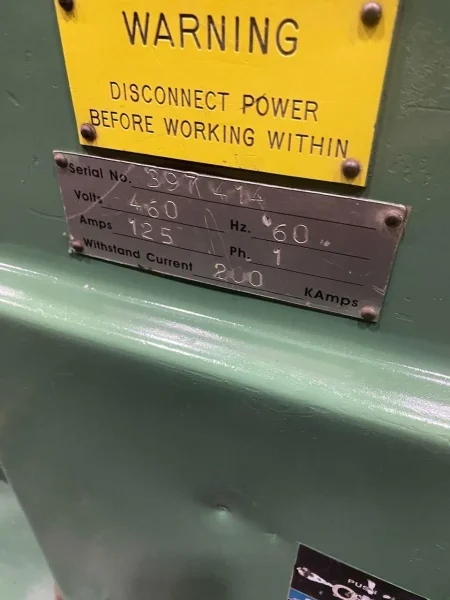 WARNING
DISCONNECT POWER
BEFORE WORKING WITHIN
Serial No. 397414
Volts 460 Hz. 60
Amps 125 Ph. 1
Withstand Current 200 KAmps